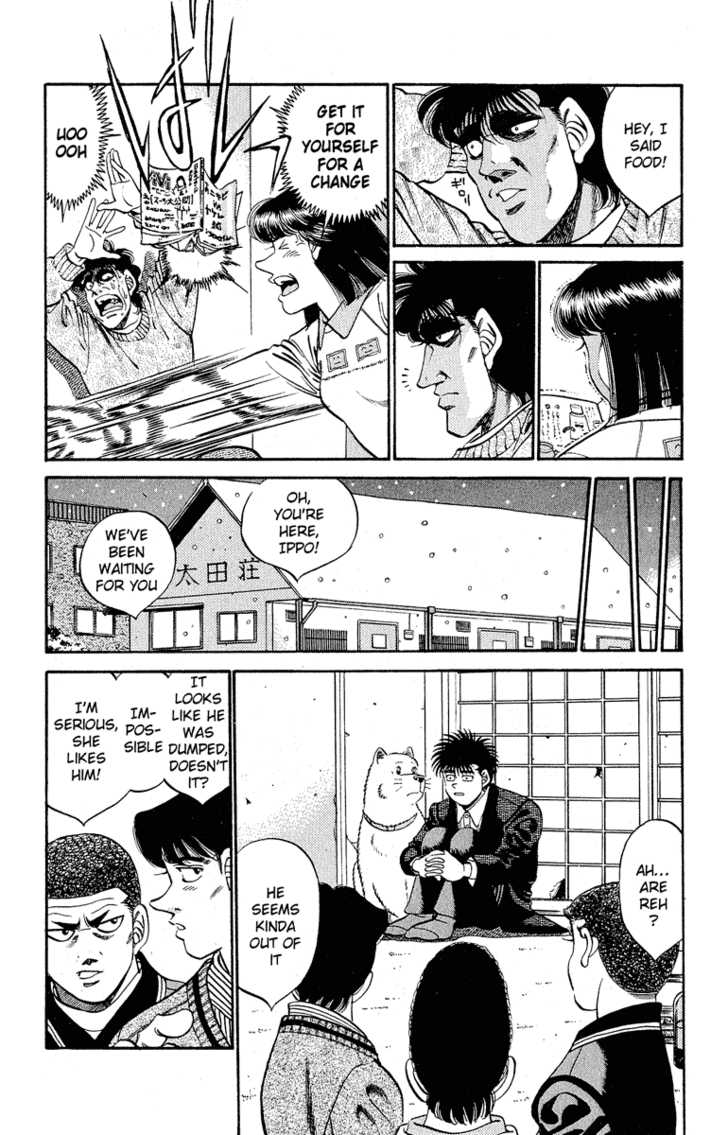 HEY, I
SAID
FOOD!
GET IT
FOR
YOURSELF
FOR A
CHANGE
UOO
OOH
OH,
YOU'RE
HERE,
IPPO!
WE'VE
BEEN
WAITING
FOR YOU
太田荘
AH...
ARE
REH
?
HE
SEEMS
KINDA
OUT OF
IT
IT
LOOKS
LIKE HE
WAS
DUMPED,
DOESN'T
IT?
IM-
POS-
SIBLE
I'M
SERIOUS,
SHE
LIKES
HIM!